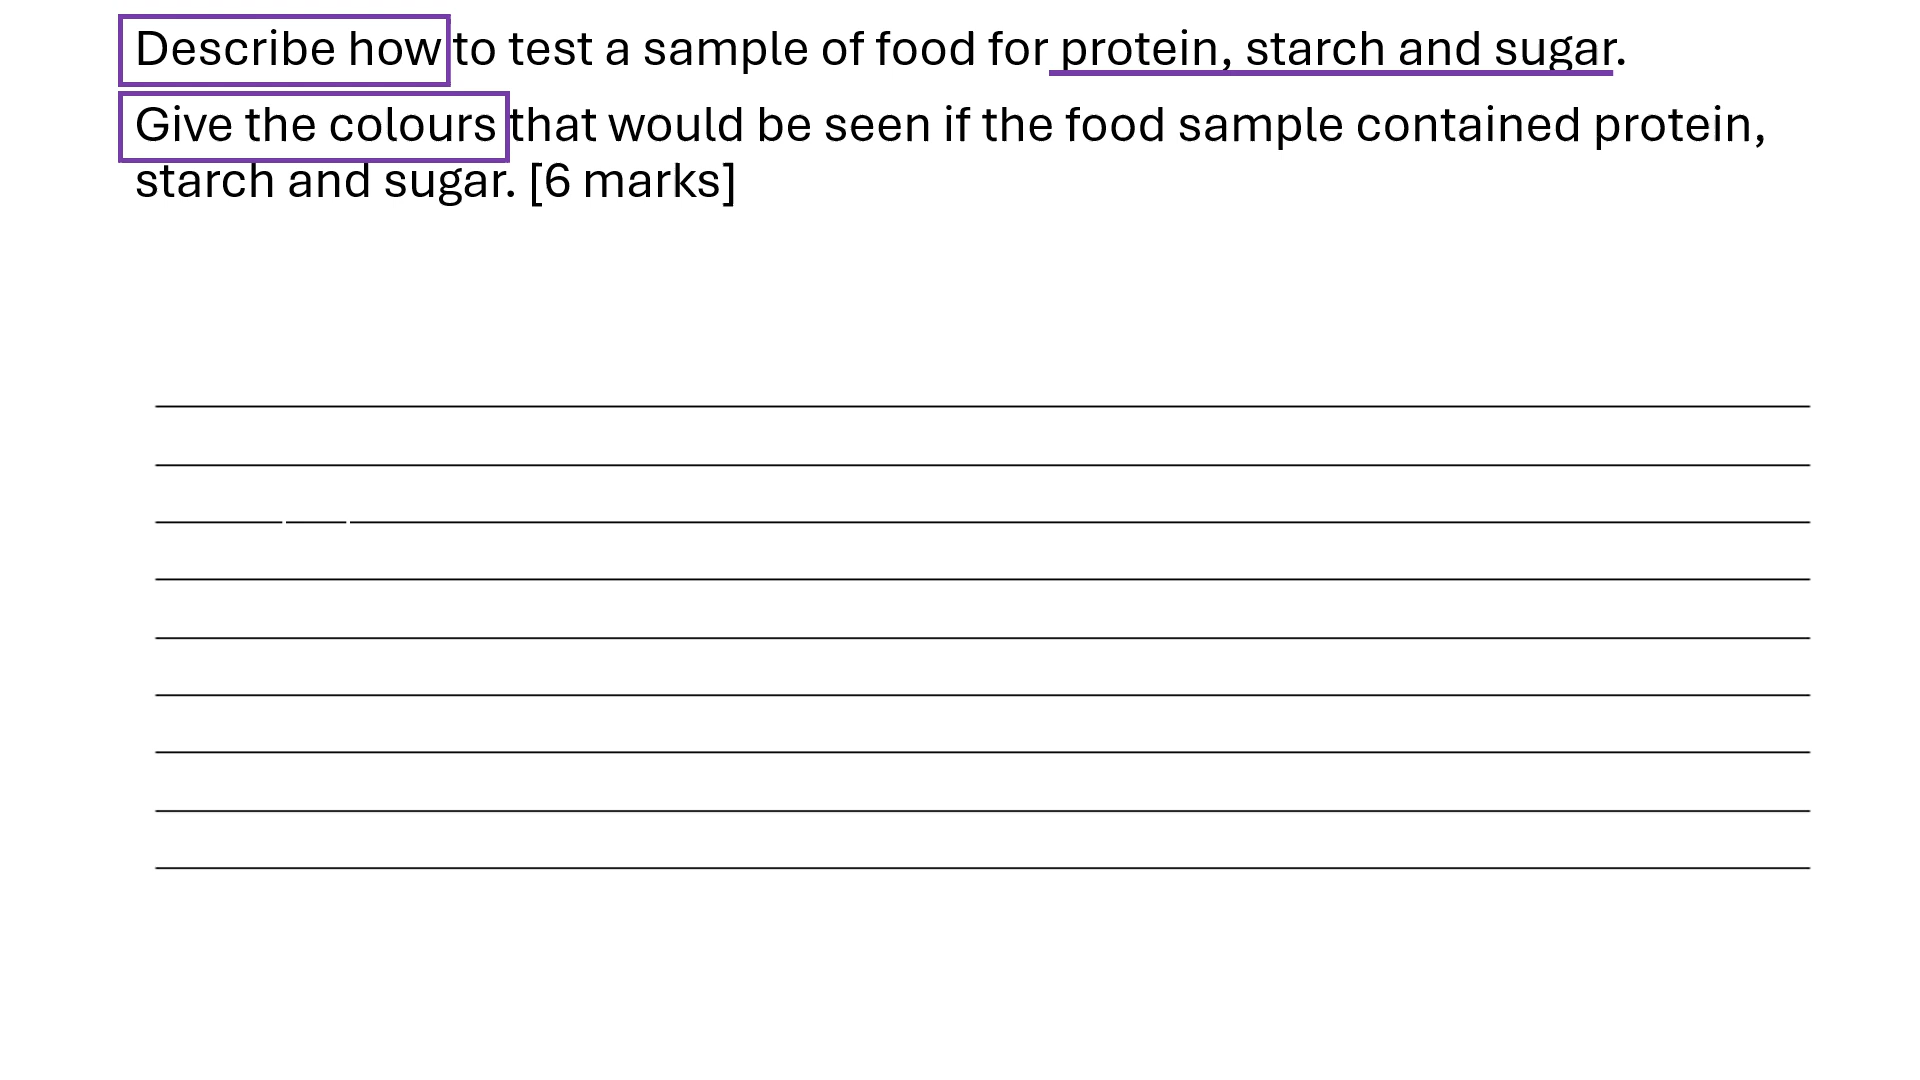 Describe how to test a sample of food for protein, starch and sugar.
Give the colours that would be seen if the food sample contained protein,
starch and sugar. [6 marks]